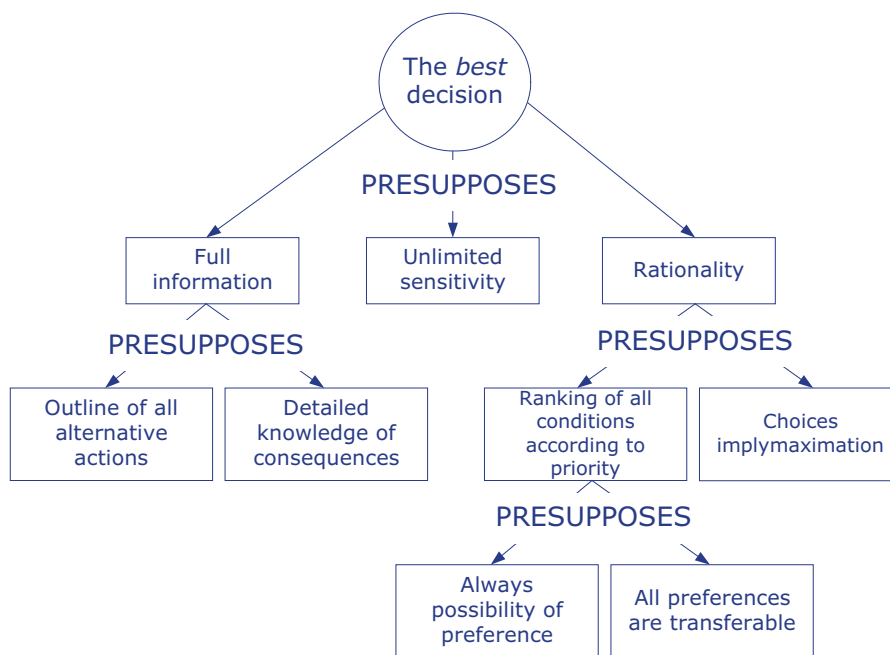 The best
decision
PRESUPPOSES
Full
information
Unlimited
sensitivity
Rationality
PRESUPPOSES
PRESUPPOSES
Outline of all
alternative
actions
Detailed
knowledge of
consequences
Ranking of all
conditions
according to
priority
Choices
implymaximation
PRESUPPOSES
Always
possibility of
preference
All preferences
are transferable